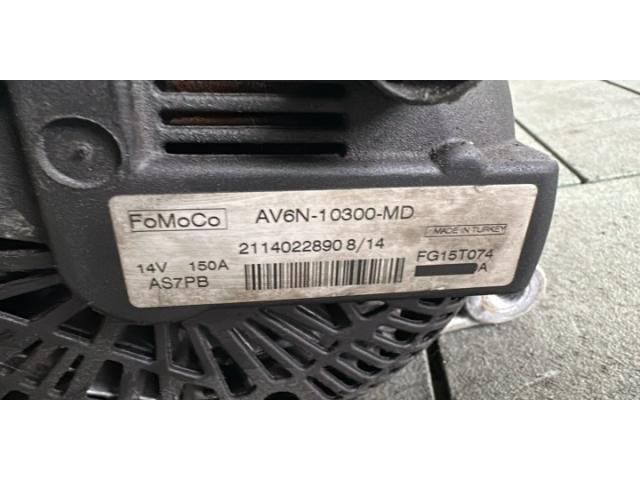 FoMoCo AV6N-10300-MD
MADE IN TURKEY
2114022890 8/14
14V 150A FG15T074
AS7PB A